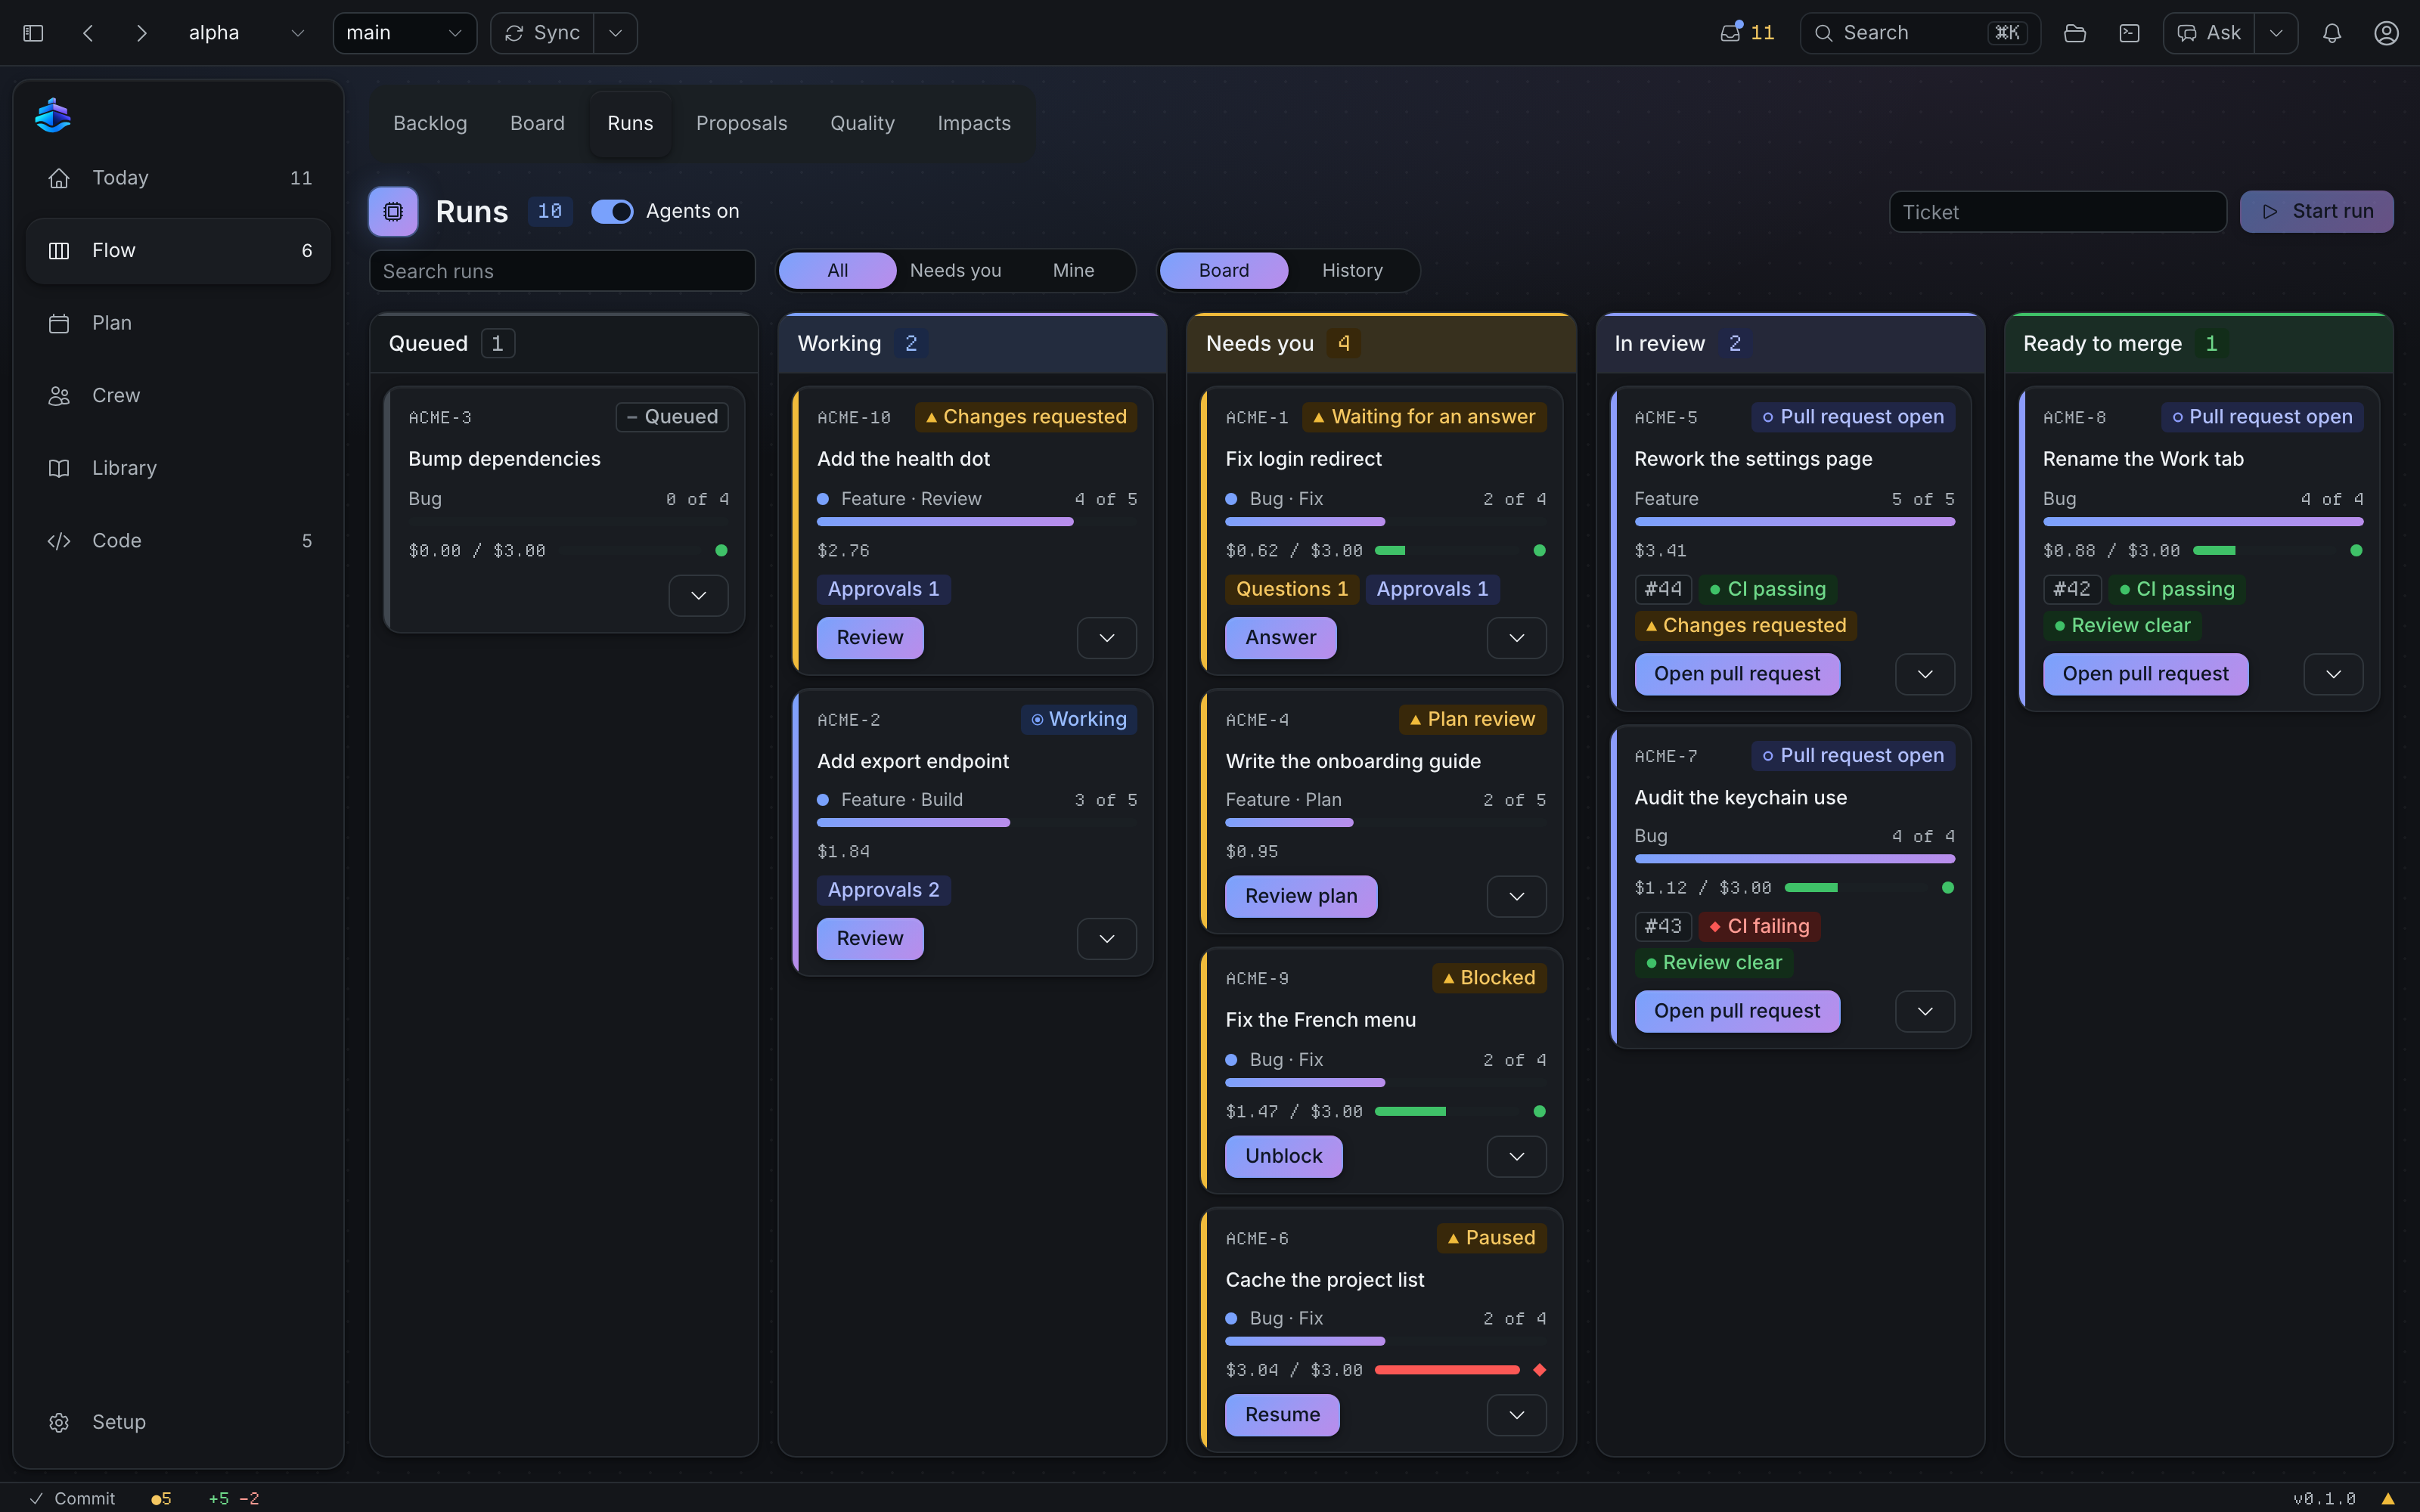 alpha
main
Sync
11
Search
⌘K
Ask
Today 11
Flow 6
Plan
Crew
Library
Code 5
Setup
Backlog Board Runs Proposals Quality Impacts
Runs 10 Agents on
Ticket
Start run
Search runs
All Needs you Mine
Board History
Queued 1
ACME-3 Queued
Bump dependencies
Bug 0 of 4
$0.00 / $3.00
Working 2
ACME-10 Changes requested
Add the health dot
Feature · Review 4 of 5
$2.76
Approvals 1
Review
ACME-2 Working
Add export endpoint
Feature · Build 3 of 5
$1.84
Approvals 2
Review
Needs you 4
ACME-1 Waiting for an answer
Fix login redirect
Bug · Fix 2 of 4
$0.62 / $3.00
Questions 1 Approvals 1
Answer
ACME-4 Plan review
Write the onboarding guide
Feature · Plan 2 of 5
$0.95
Review plan
ACME-9 Blocked
Fix the French menu
Bug · Fix 2 of 4
$1.47 / $3.00
Unblock
ACME-6 Paused
Cache the project list
Bug · Fix 2 of 4
$3.04 / $3.00
Resume
In review 2
ACME-5 Pull request open
Rework the settings page
Feature 5 of 5
$3.41
#44 CI passing
Changes requested
Open pull request
ACME-7 Pull request open
Audit the keychain use
Bug 4 of 4
$1.12 / $3.00
#43 CI failing
Review clear
Open pull request
Ready to merge 1
ACME-8 Pull request open
Rename the Work tab
Bug 4 of 4
$0.88 / $3.00
#42 CI passing
Review clear
Open pull request
Commit 5 +5 −2
v0.1.0